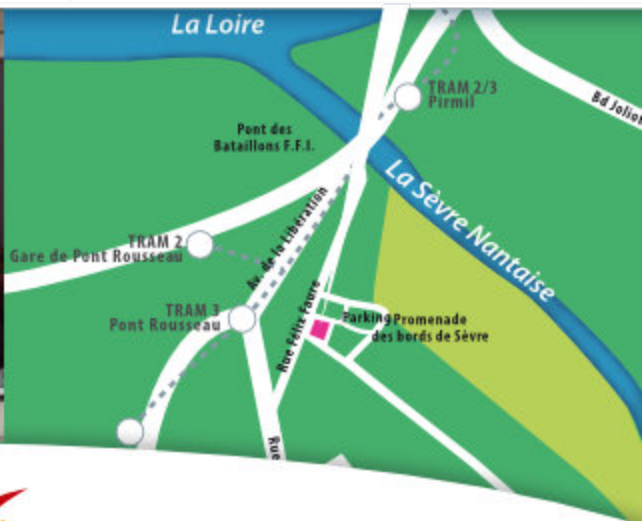 La Loire
TRAM 2/3
Pirmil
Bd Joliot
Pont des
Bataillons F.F.I.
La Sèvre Nantaise
Av. de la Libération
TRAM 2
Gare de Pont Rousseau
TRAM 3
Pont Rousseau
Rue Félix Faure
Parking
Promenade
des bords de Sèvre
Rue